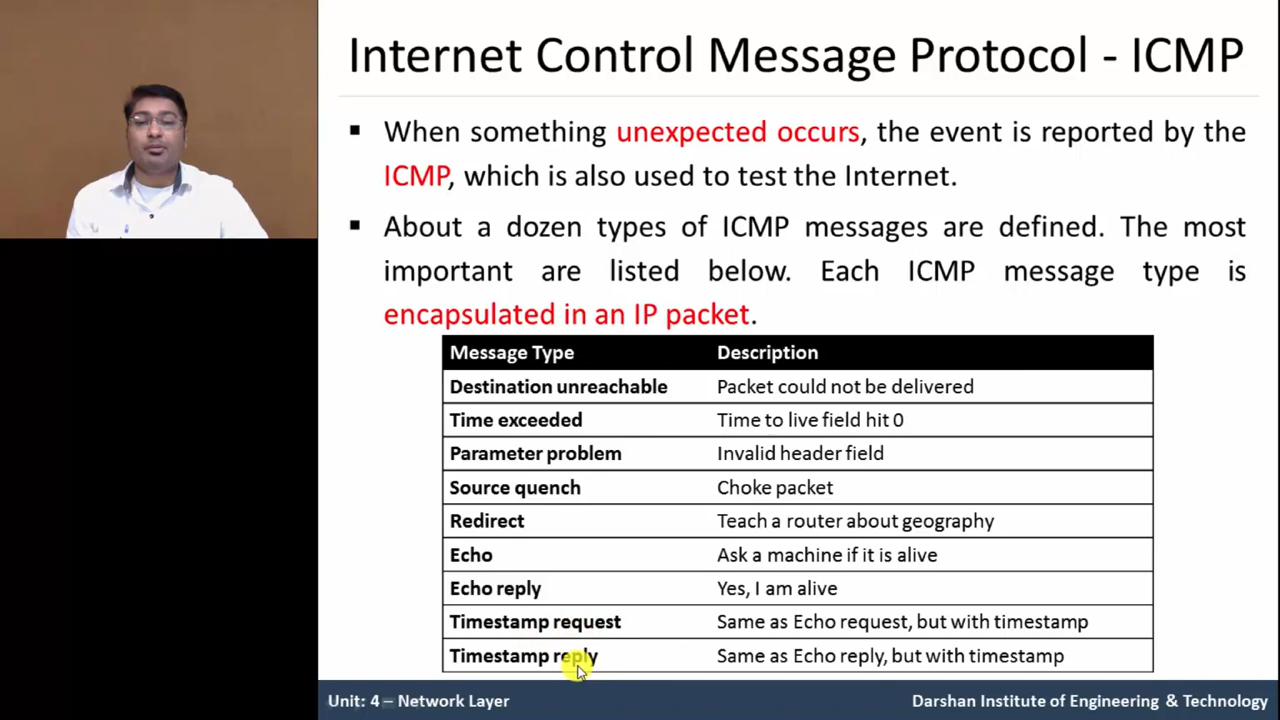 Internet Control Message Protocol - ICMP
▪ When something unexpected occurs, the event is reported by the
ICMP, which is also used to test the Internet.
▪ About a dozen types of ICMP messages are defined. The most
important are listed below. Each ICMP message type is
encapsulated in an IP packet.
Message Type Description
Destination unreachable Packet could not be delivered
Time exceeded Time to live field hit 0
Parameter problem Invalid header field
Source quench Choke packet
Redirect Teach a router about geography
Echo Ask a machine if it is alive
Echo reply Yes, I am alive
Timestamp request Same as Echo request, but with timestamp
Timestamp reply Same as Echo reply, but with timestamp
Unit: 4 – Network Layer Darshan Institute of Engineering & Technology